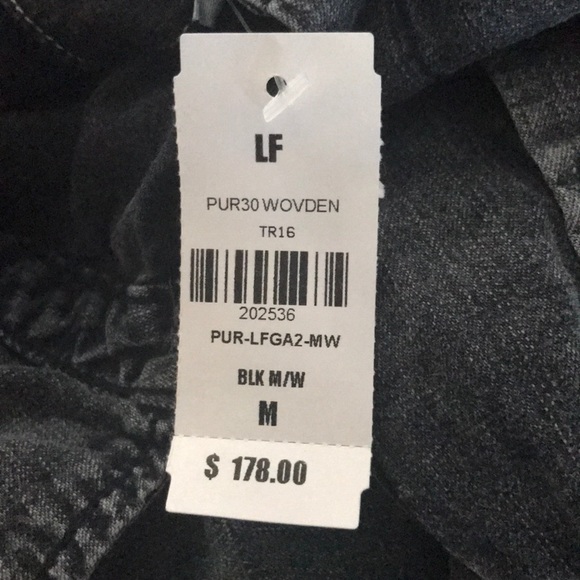 LF
PUR30 WOVDEN
TR16
202536
PUR-LFGA2-MW
BLK M/W
M
$ 178.00